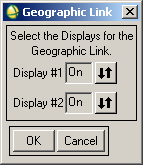 Geographic Link
Select the Displays for the
Geographic Link.
Display #1 On
Display #2 On
OK Cancel